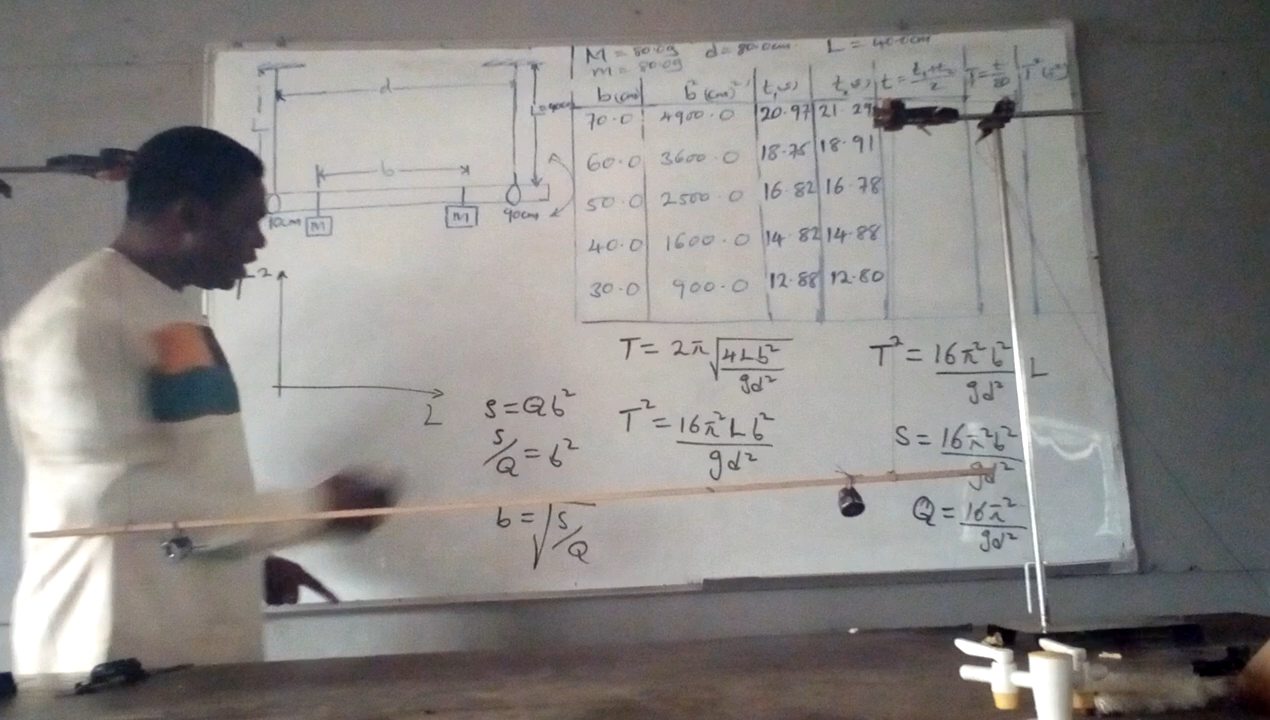 M = 80.0g d = 80.0cm L = 40.0cm
m = 80.0g
b(cm) b²(cm)² t₁(s) t₂(s) t = t₁+t₂/2 T = t/20 T²(s²)
70.0 4900.0 20.97 21.29
60.0 3600.0 18.75 18.91
50.0 2500.0 16.82 16.78
40.0 1600.0 14.82 14.88
30.0 900.0 12.88 12.80
d
L
b
10cm M M 90cm
L
T = 2π√(4Lb²/gd²)
T² = 16π²b²/gd² L
S = Qb²
T² = 16π²Lb²/gd²
S = 16π²b²/gd²
S/Q = b²
b = √(S/Q)
Q = 16π²/gd²